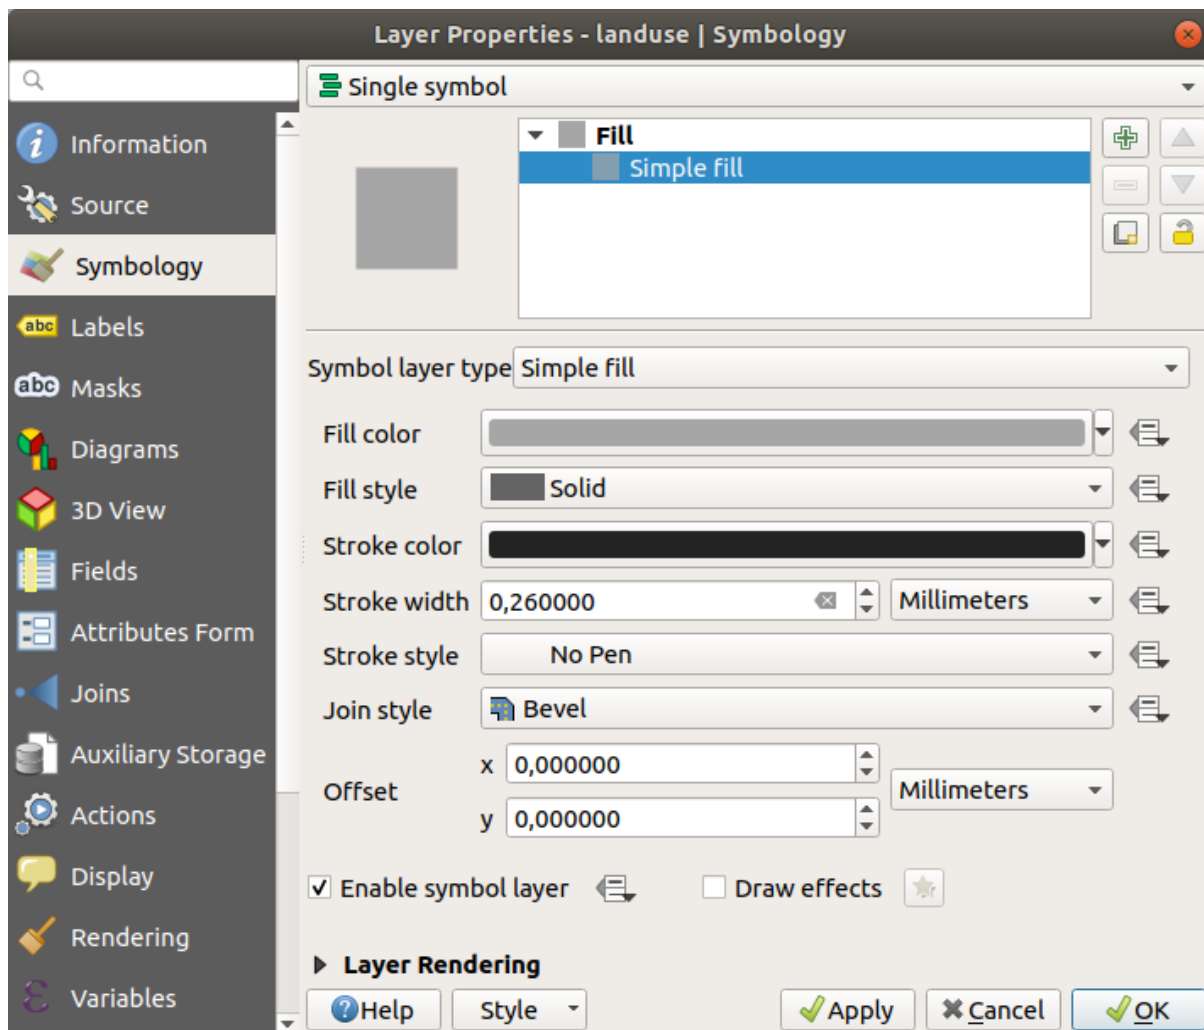 Layer Properties - landuse | Symbology
Single symbol
Information
Source
Symbology
abc Labels
abc Masks
Diagrams
3D View
Fields
Attributes Form
Joins
Auxiliary Storage
Actions
Display
Rendering
ε Variables
Fill
Simple fill
Symbol layer type Simple fill
Fill color
Fill style Solid
Stroke color
Stroke width 0,260000 Millimeters
Stroke style No Pen
Join style Bevel
Offset
x 0,000000
y 0,000000
Millimeters
Enable symbol layer Draw effects
Layer Rendering
Help Style Apply Cancel OK